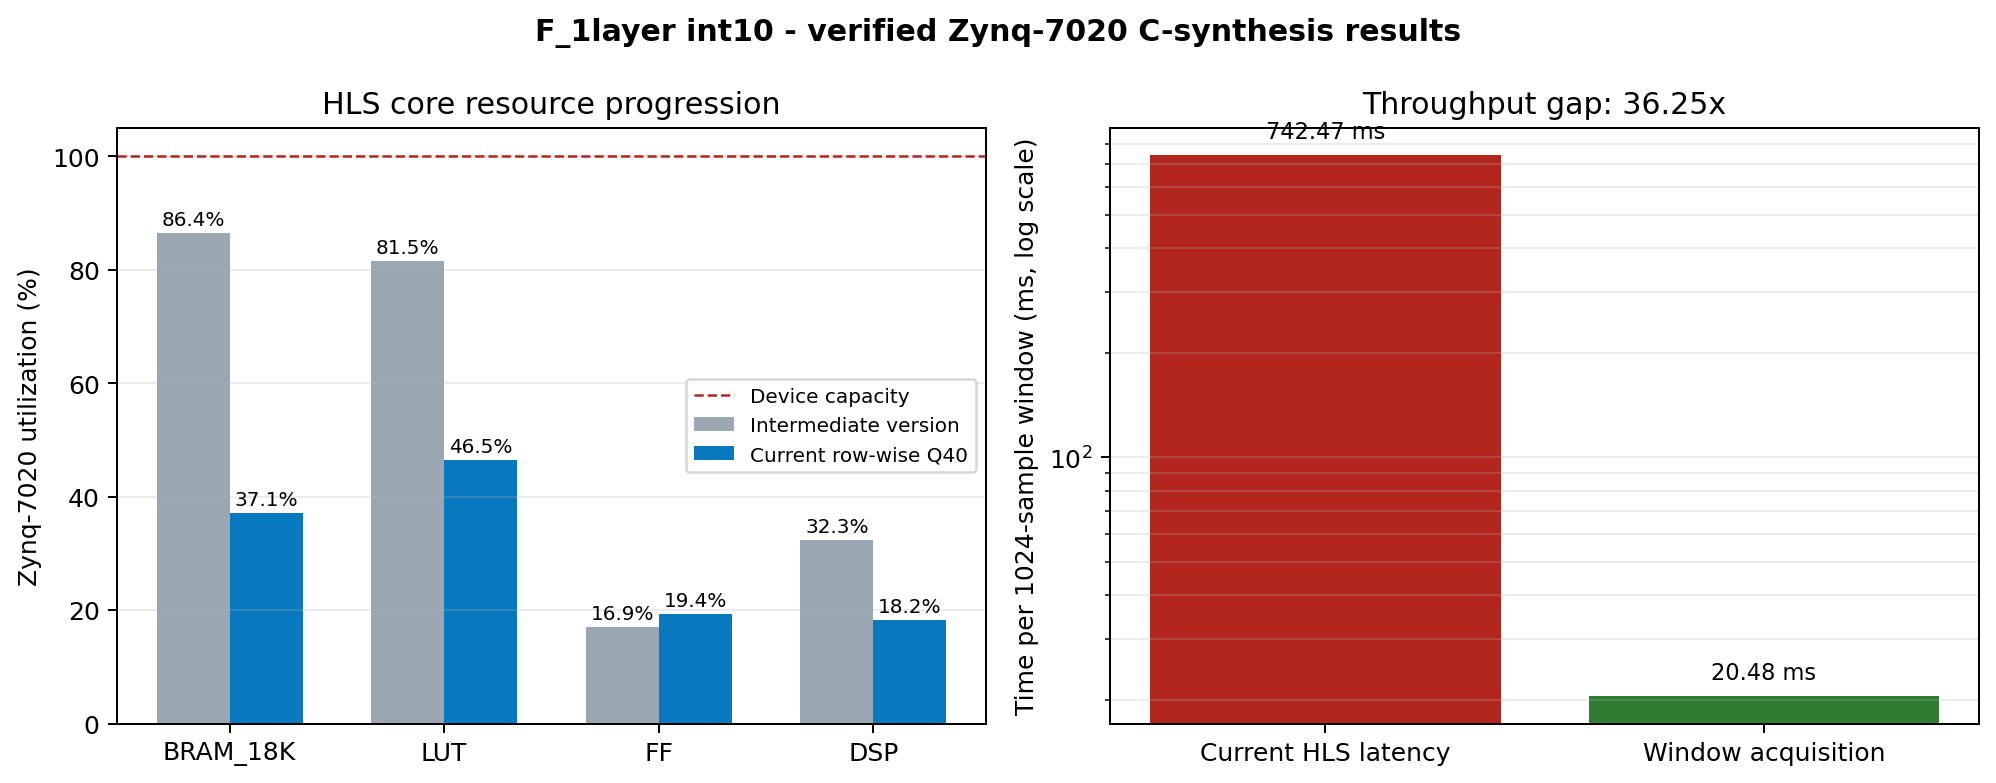 F_1layer int10 - verified Zynq-7020 C-synthesis results
HLS core resource progression
Zynq-7020 utilization (%)
100
80
60
40
20
0
86.4%
37.1%
81.5%
46.5%
16.9%
19.4%
32.3%
18.2%
Device capacity
Intermediate version
Current row-wise Q40
BRAM_18K
LUT
FF
DSP
Throughput gap: 36.25x
Time per 1024-sample window (ms, log scale)
10²
742.47 ms
20.48 ms
Current HLS latency
Window acquisition